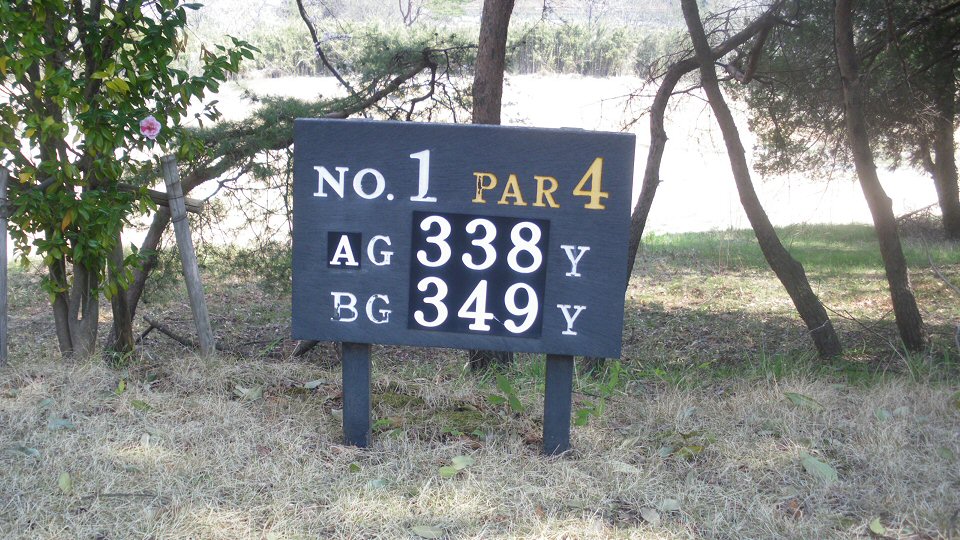 NO. 1 PAR 4
AG 338 Y
BG 349 Y